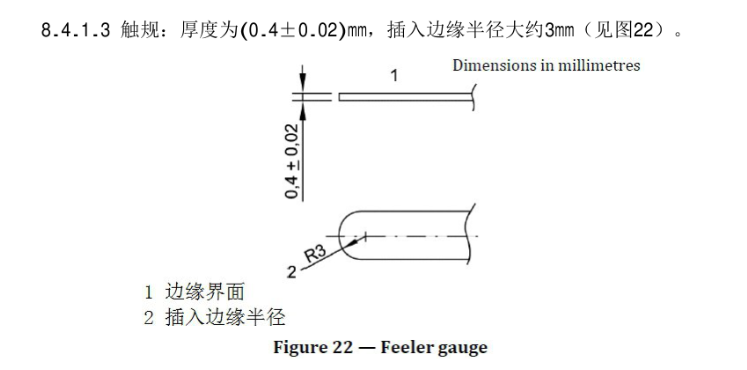 8.4.1.3 触规：厚度为(0.4±0.02)mm，插入边缘半径大约3mm（见图22）。
Dimensions in millimetres
1
0,4 ± 0,02
R3
2
1 边缘界面
2 插入边缘半径
Figure 22 — Feeler gauge